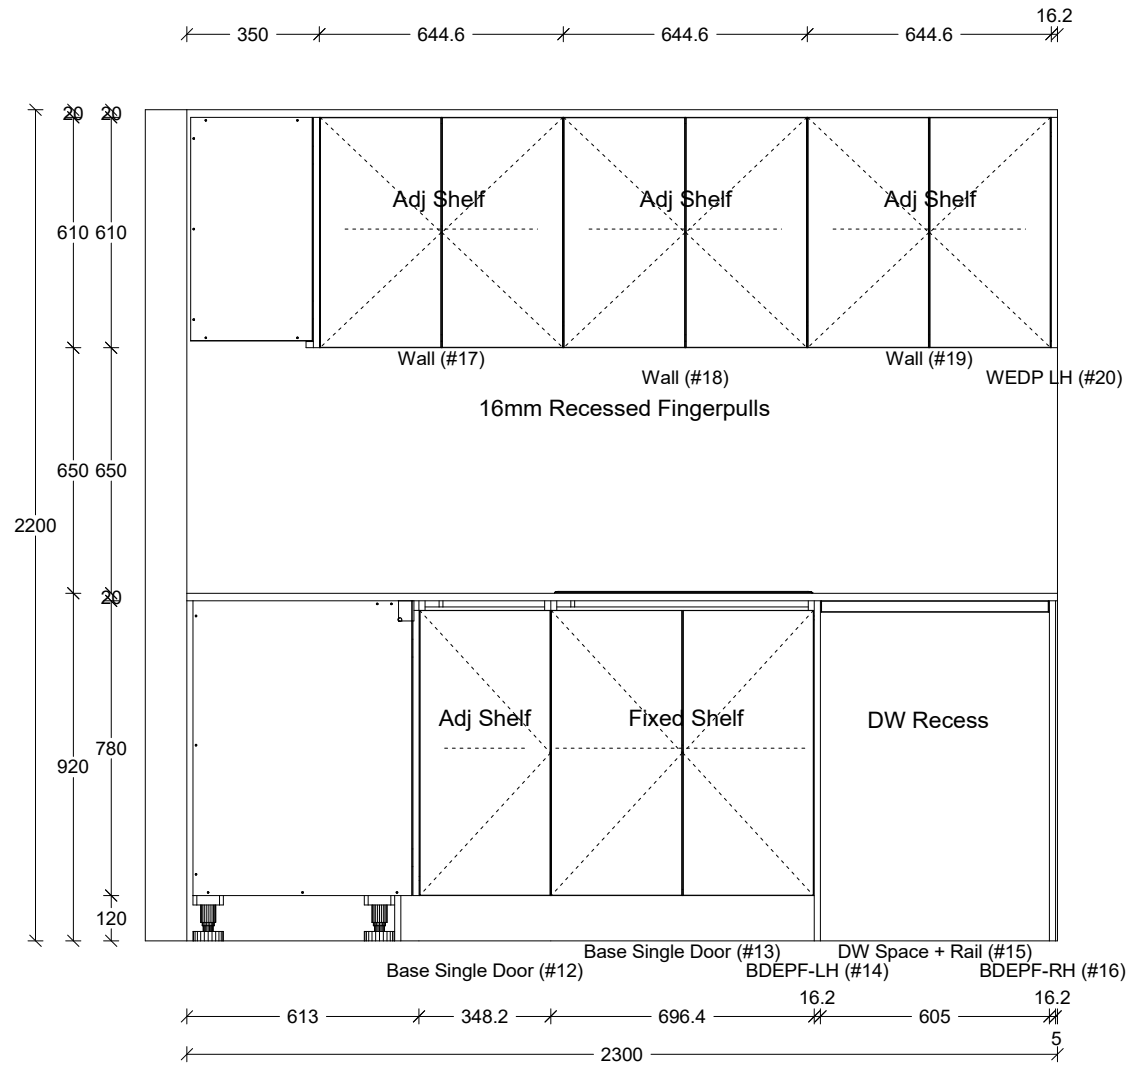 16.2
350
644.6
644.6
644.6
20
20
Adj Shelf
Adj Shelf
Adj Shelf
610
610
Wall (#17)
Wall (#19)
Wall (#18)
WEDP LH (#20)
16mm Recessed Fingerpulls
650
650
2200
20
Adj Shelf
Fixed Shelf
DW Recess
780
920
120
Base Single Door (#13)
DW Space + Rail (#15)
Base Single Door (#12)
BDEPF-LH (#14)
BDEPF-RH (#16)
16.2
16.2
613
348.2
696.4
605
5
2300